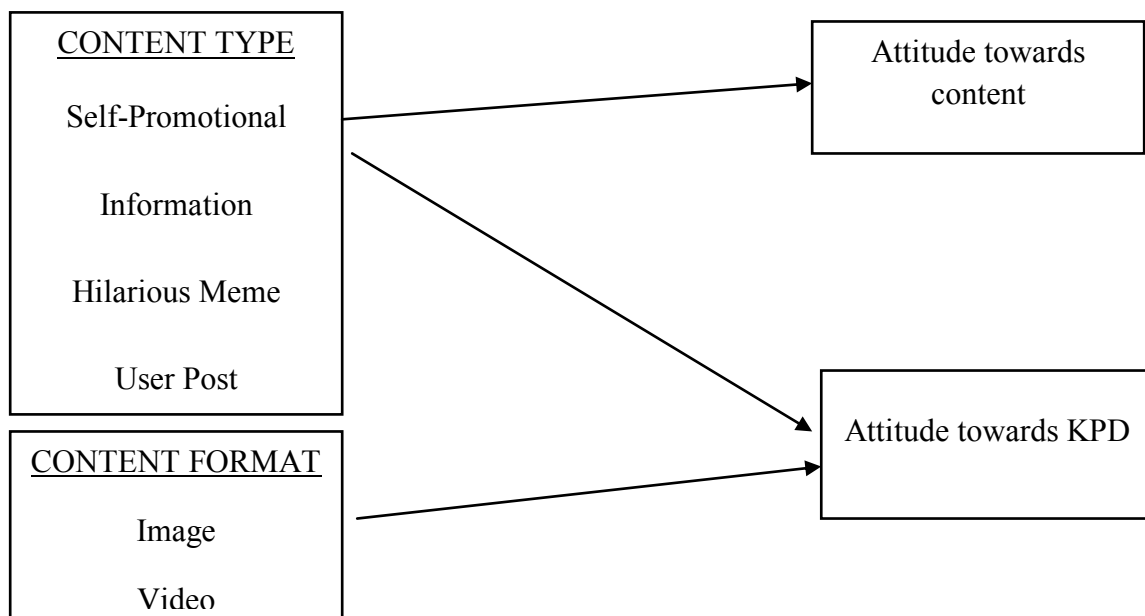 CONTENT TYPE
Self-Promotional
Information
Hilarious Meme
User Post
CONTENT FORMAT
Image
Video
Attitude towards
content
Attitude towards KPD